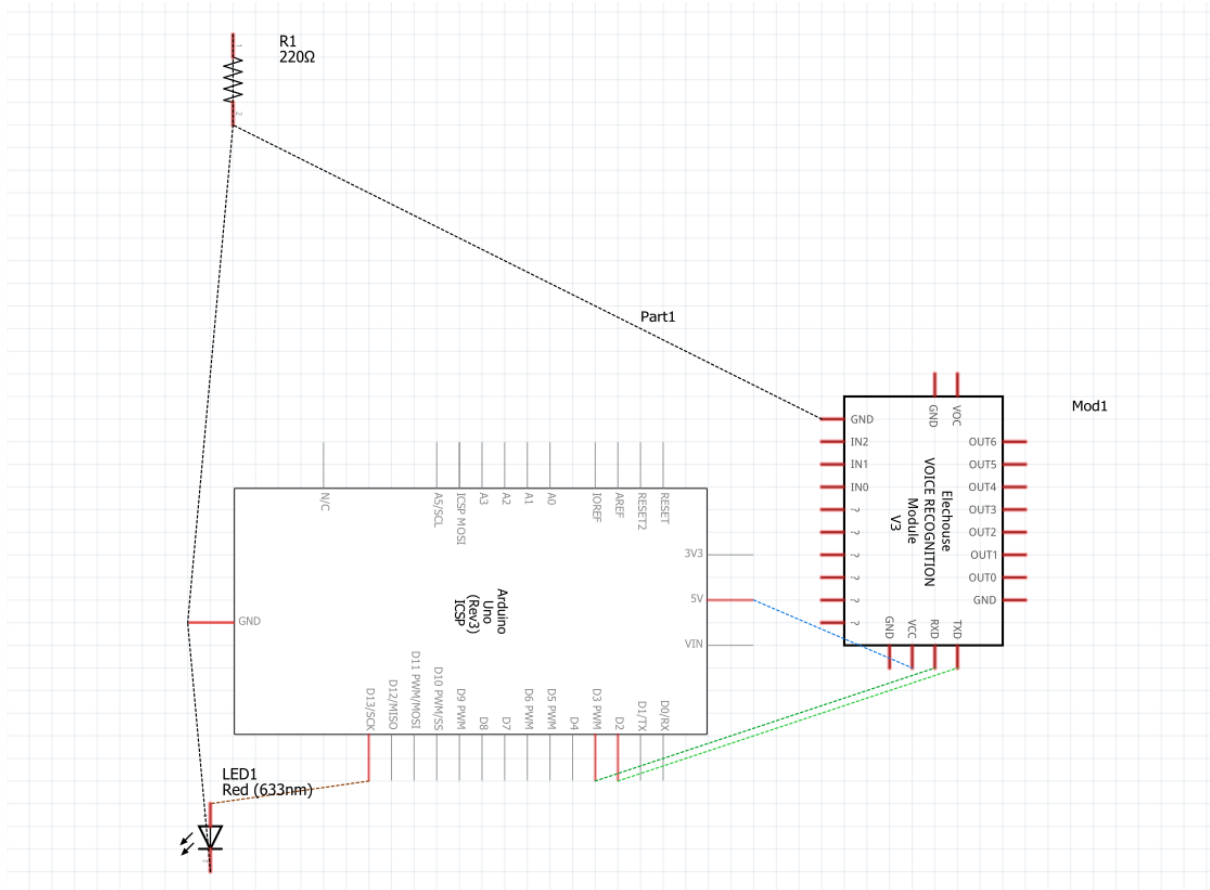 R1
220Ω
1
2
Part1
Mod1
GND
VOC
GND
IN2
IN1
IN0
?
?
?
?
?
?
OUT6
OUT5
OUT4
OUT3
OUT2
OUT1
OUT0
GND
Elechouse
VOICE RECOGNITION
Module
V3
GND
VCC
RXD
TXD
N/C
A5/SCL
ICSP MOSI
A3
A2
A1
A0
IOREF
AREF
RESET2
RESET
3V3
5V
VIN
GND
Arduino
Uno
(Rev3)
ICSP
D13/SCK
D12/MISO
D11 PWM/MOSI
D10 PWM/SS
D9 PWM
D8
D7
D6 PWM
D5 PWM
D4
D3 PWM
D2
D1/TX
D0/RX
LED1
Red (633nm)